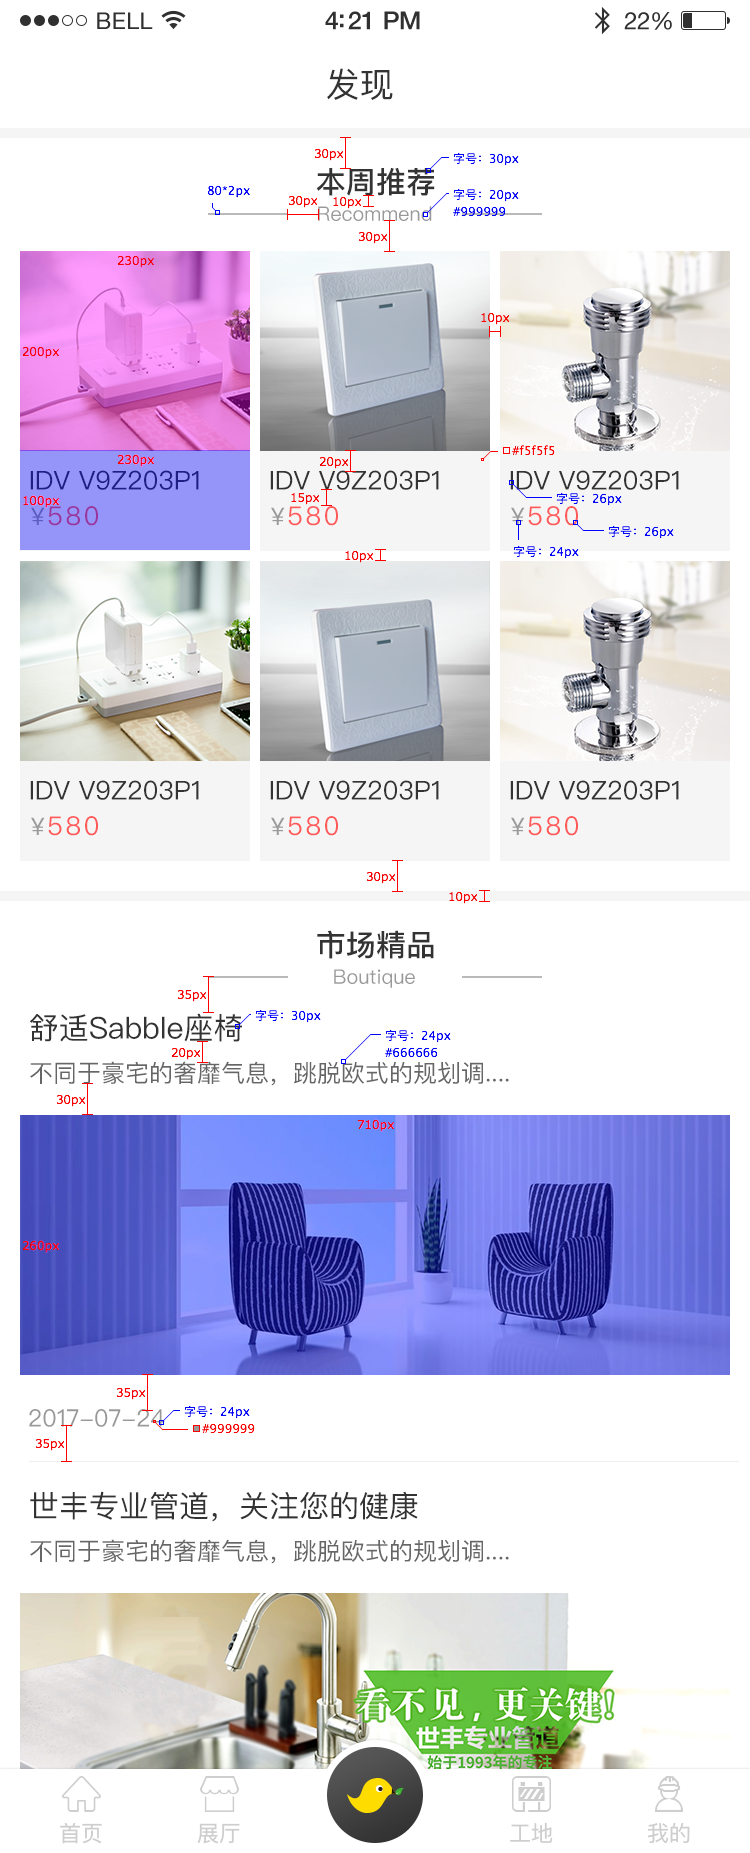 BELL 4:21 PM 22%
发现
30px
字号：30px
本周推荐
80*2px
30px
10px
字号：20px
#999999
Recommend
30px
230px
10px
200px
230px
20px
#f5f5f5
IDV V9Z203P1
IDV V9Z203P1
IDV V9Z203P1
100px
15px
字号：26px
¥580
¥580
¥580
字号：26px
字号：24px
10px
IDV V9Z203P1
IDV V9Z203P1
IDV V9Z203P1
¥580
¥580
¥580
30px
10px
市场精品
Boutique
35px
字号：30px
舒适Sabble座椅
字号：24px
#666666
20px
不同于豪宅的奢靡气息，跳脱欧式的规划调....
30px
710px
260px
35px
字号：24px
2017-07-24
#999999
35px
世丰专业管道，关注您的健康
不同于豪宅的奢靡气息，跳脱欧式的规划调....
看不见，更关键!
世丰专业管道
始于1993年的专注
首页
展厅
工地
我的